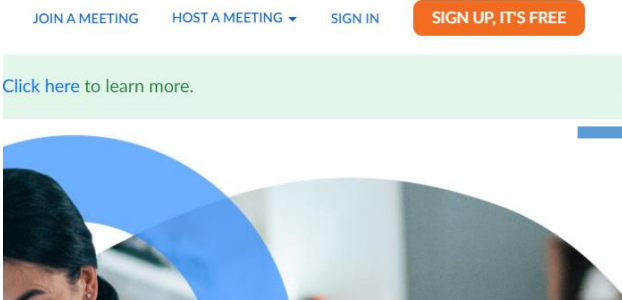 JOIN A MEETING HOST A MEETING SIGN IN SIGN UP, IT'S FREE
Click here to learn more.